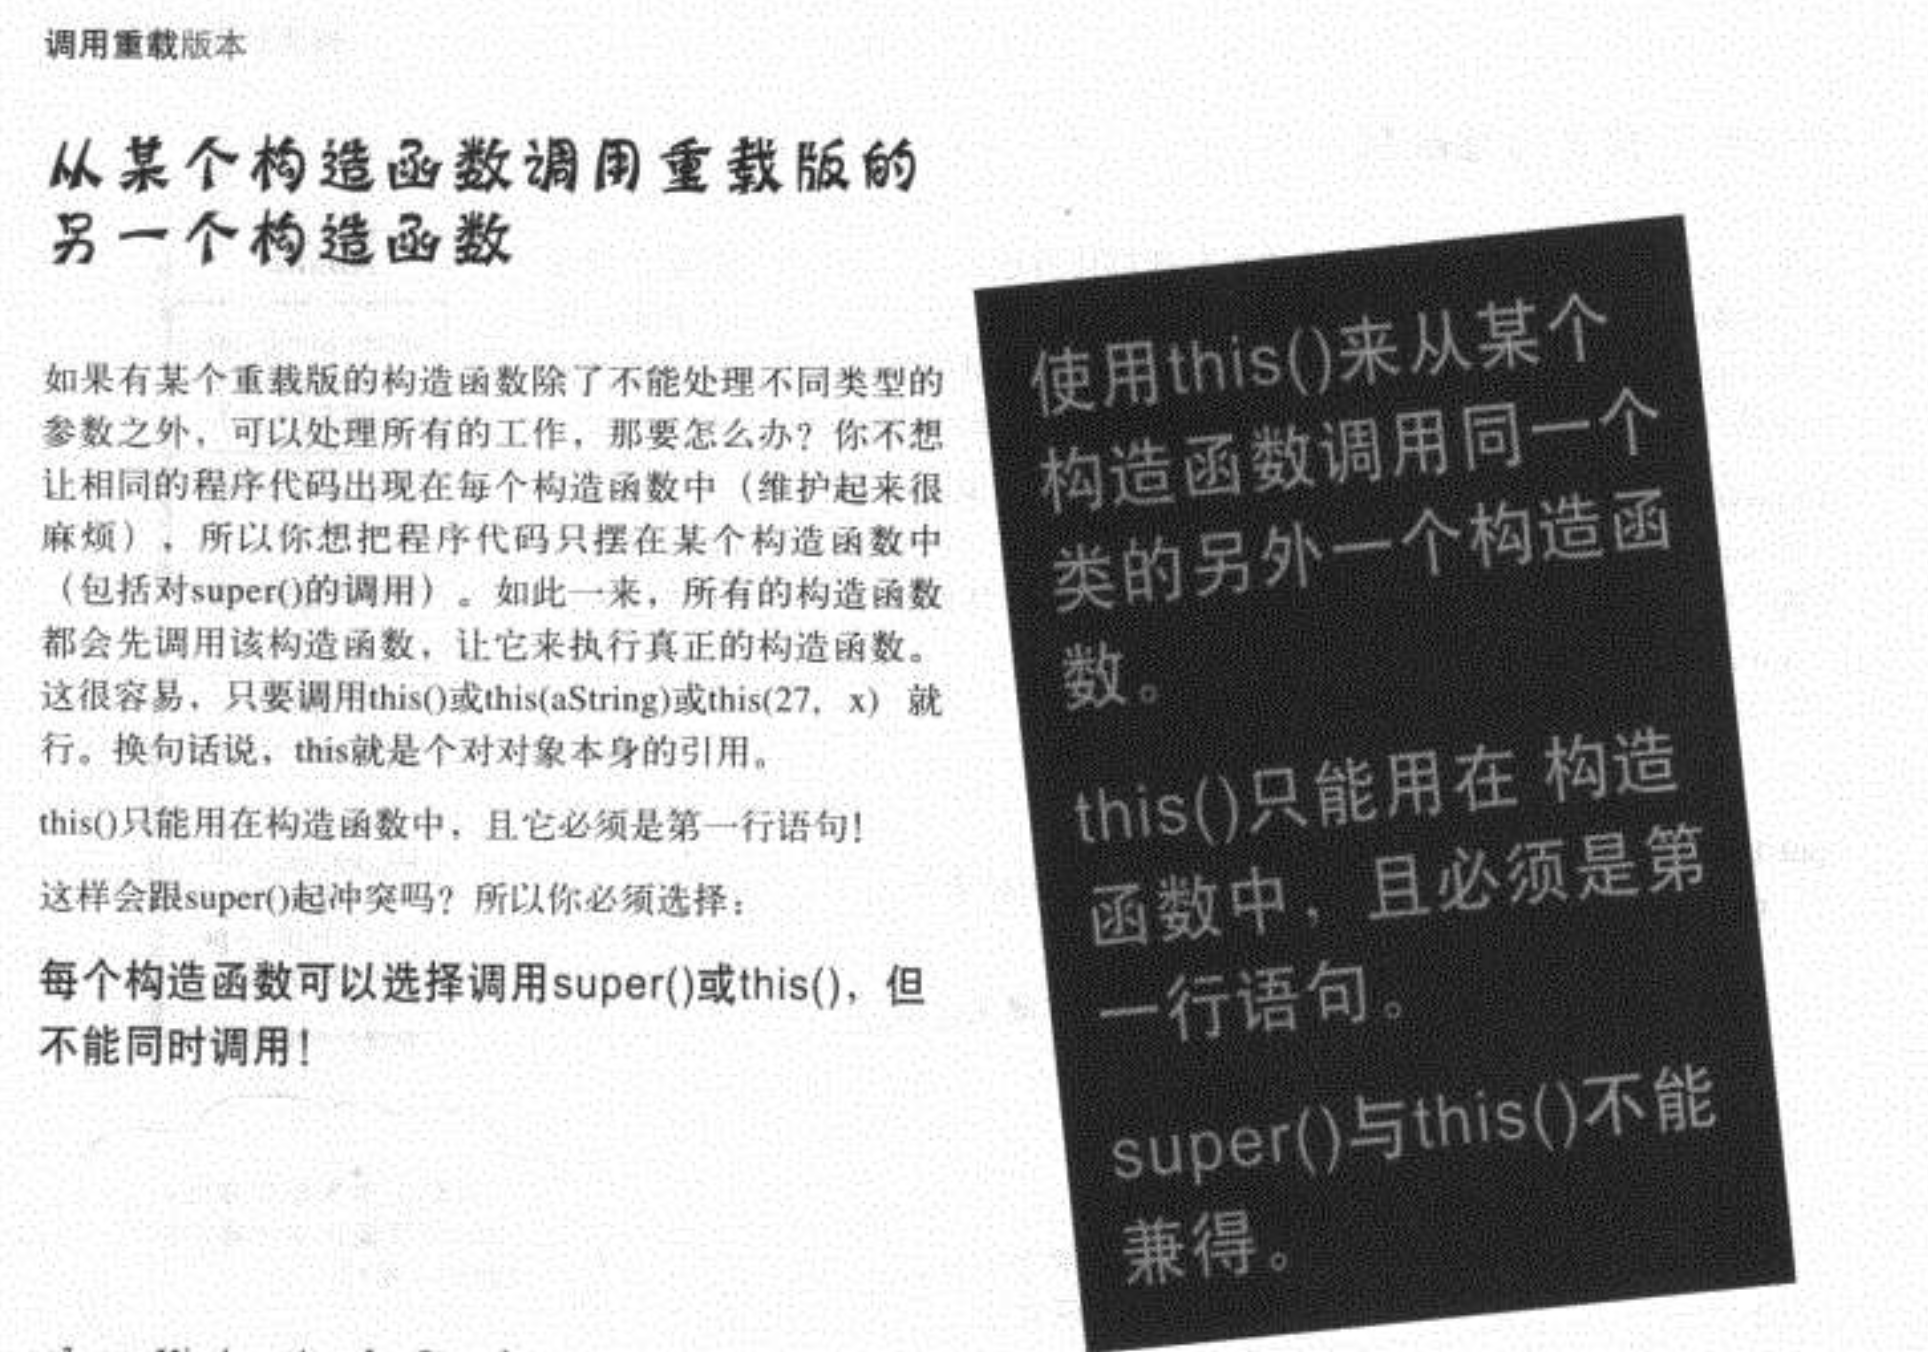 调用重载版本
从某个构造函数调用重载版的
另一个构造函数
如果有某个重载版的构造函数除了不能处理不同类型的
参数之外，可以处理所有的工作，那要怎么办？你不想
让相同的程序代码出现在每个构造函数中（维护起来很
麻烦），所以你想把程序代码只摆在某个构造函数中
（包括对super()的调用）。如此一来，所有的构造函数
都会先调用该构造函数，让它来执行真正的构造函数。
这很容易，只要调用this()或this(aString)或this(27, x) 就
行。换句话说，this就是个对对象本身的引用。
this()只能用在构造函数中，且它必须是第一行语句！
这样会跟super()起冲突吗？所以你必须选择：
每个构造函数可以选择调用super()或this()，但
不能同时调用！
使用this()来从某个
构造函数调用同一个
类的另外一个构造函
数。
this()只能用在 构造
函数中，且必须是第
一行语句。
super()与this()不能
兼得。